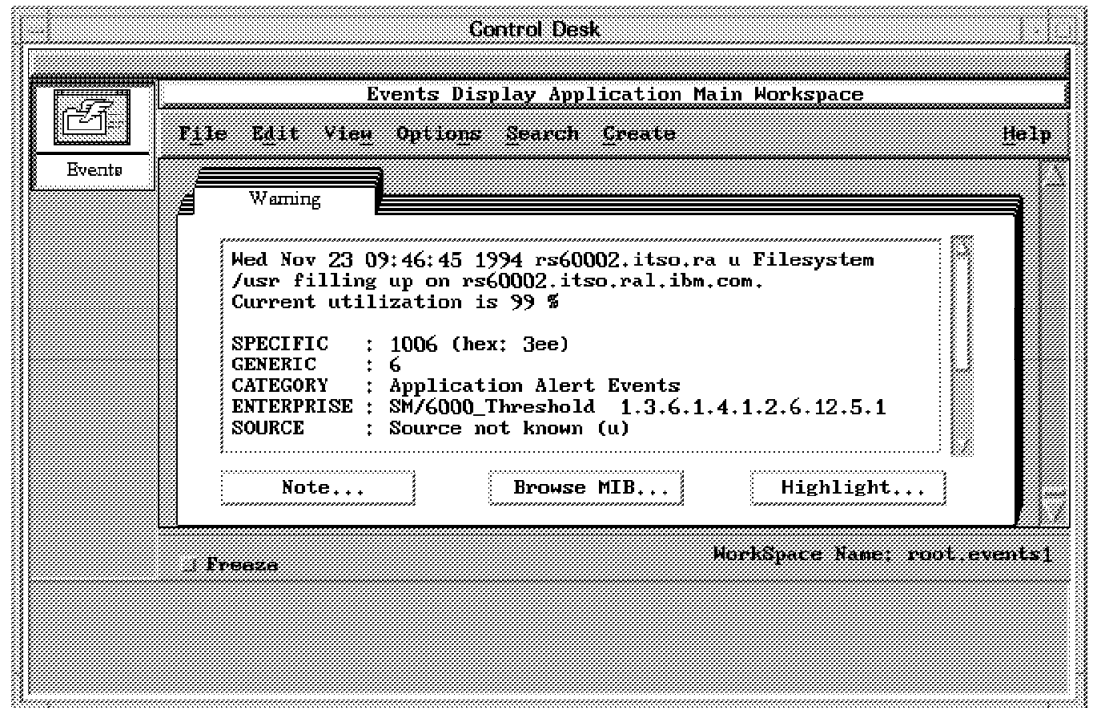 Control Desk
Events Display Application Main Workspace
File Edit View Options Search Create Help
Events
Warning
Wed Nov 23 09:46:45 1994 rs60002.itso.ra u Filesystem
/usr filling up on rs60002.itso.ral.ibm.com.
Current utilization is 99 %
SPECIFIC : 1006 (hex: 3ee)
GENERIC : 6
CATEGORY : Application Alert Events
ENTERPRISE : SM/6000_Threshold 1.3.6.1.4.1.2.6.12.5.1
SOURCE : Source not known (u)
Note... Browse MIB... Highlight...
Freeze WorkSpace Name: root.events1